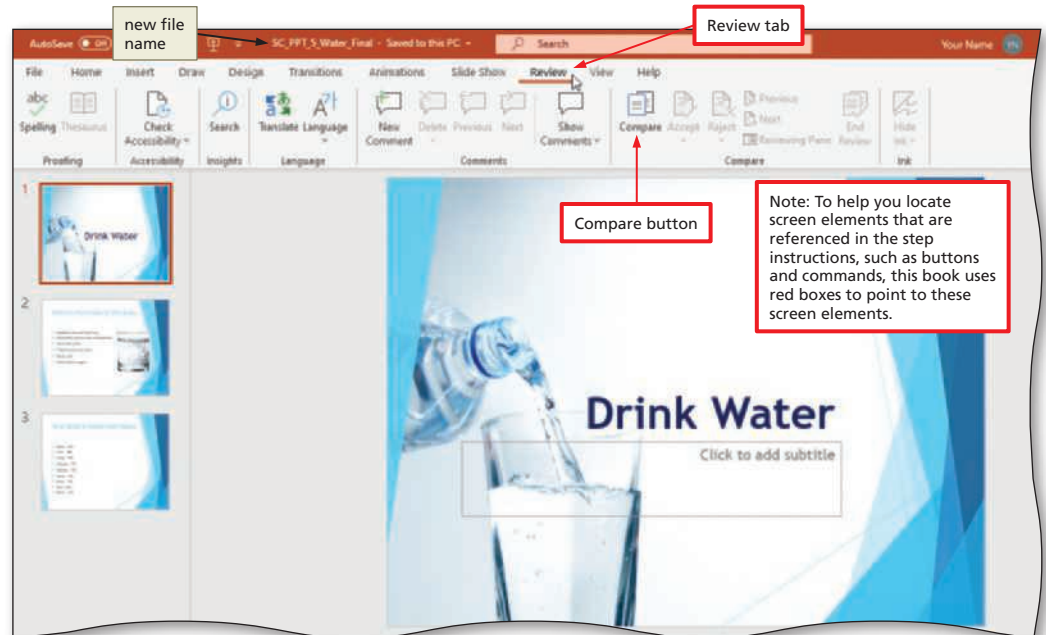 new file
name
Review tab
AutoSave Off
SC_PPT_5_Water_Final - Saved to this PC
Search
Your Name
YN
File Home Insert Draw Design Transitions Animations Slide Show Review View Help
abc
Spelling Thesaurus Check Accessibility Search Translate Language New Comment Delete Previous Next Show Comments Compare Accept Reject Previous Next Reviewing Pane End Review Hide Ink
Proofing Accessibility Insights Language Comments Compare Ink
Compare button
Note: To help you locate
screen elements that are
referenced in the step
instructions, such as buttons
and commands, this book uses
red boxes to point to these
screen elements.
1
Drink Water
2
3
Drink Water
Click to add subtitle